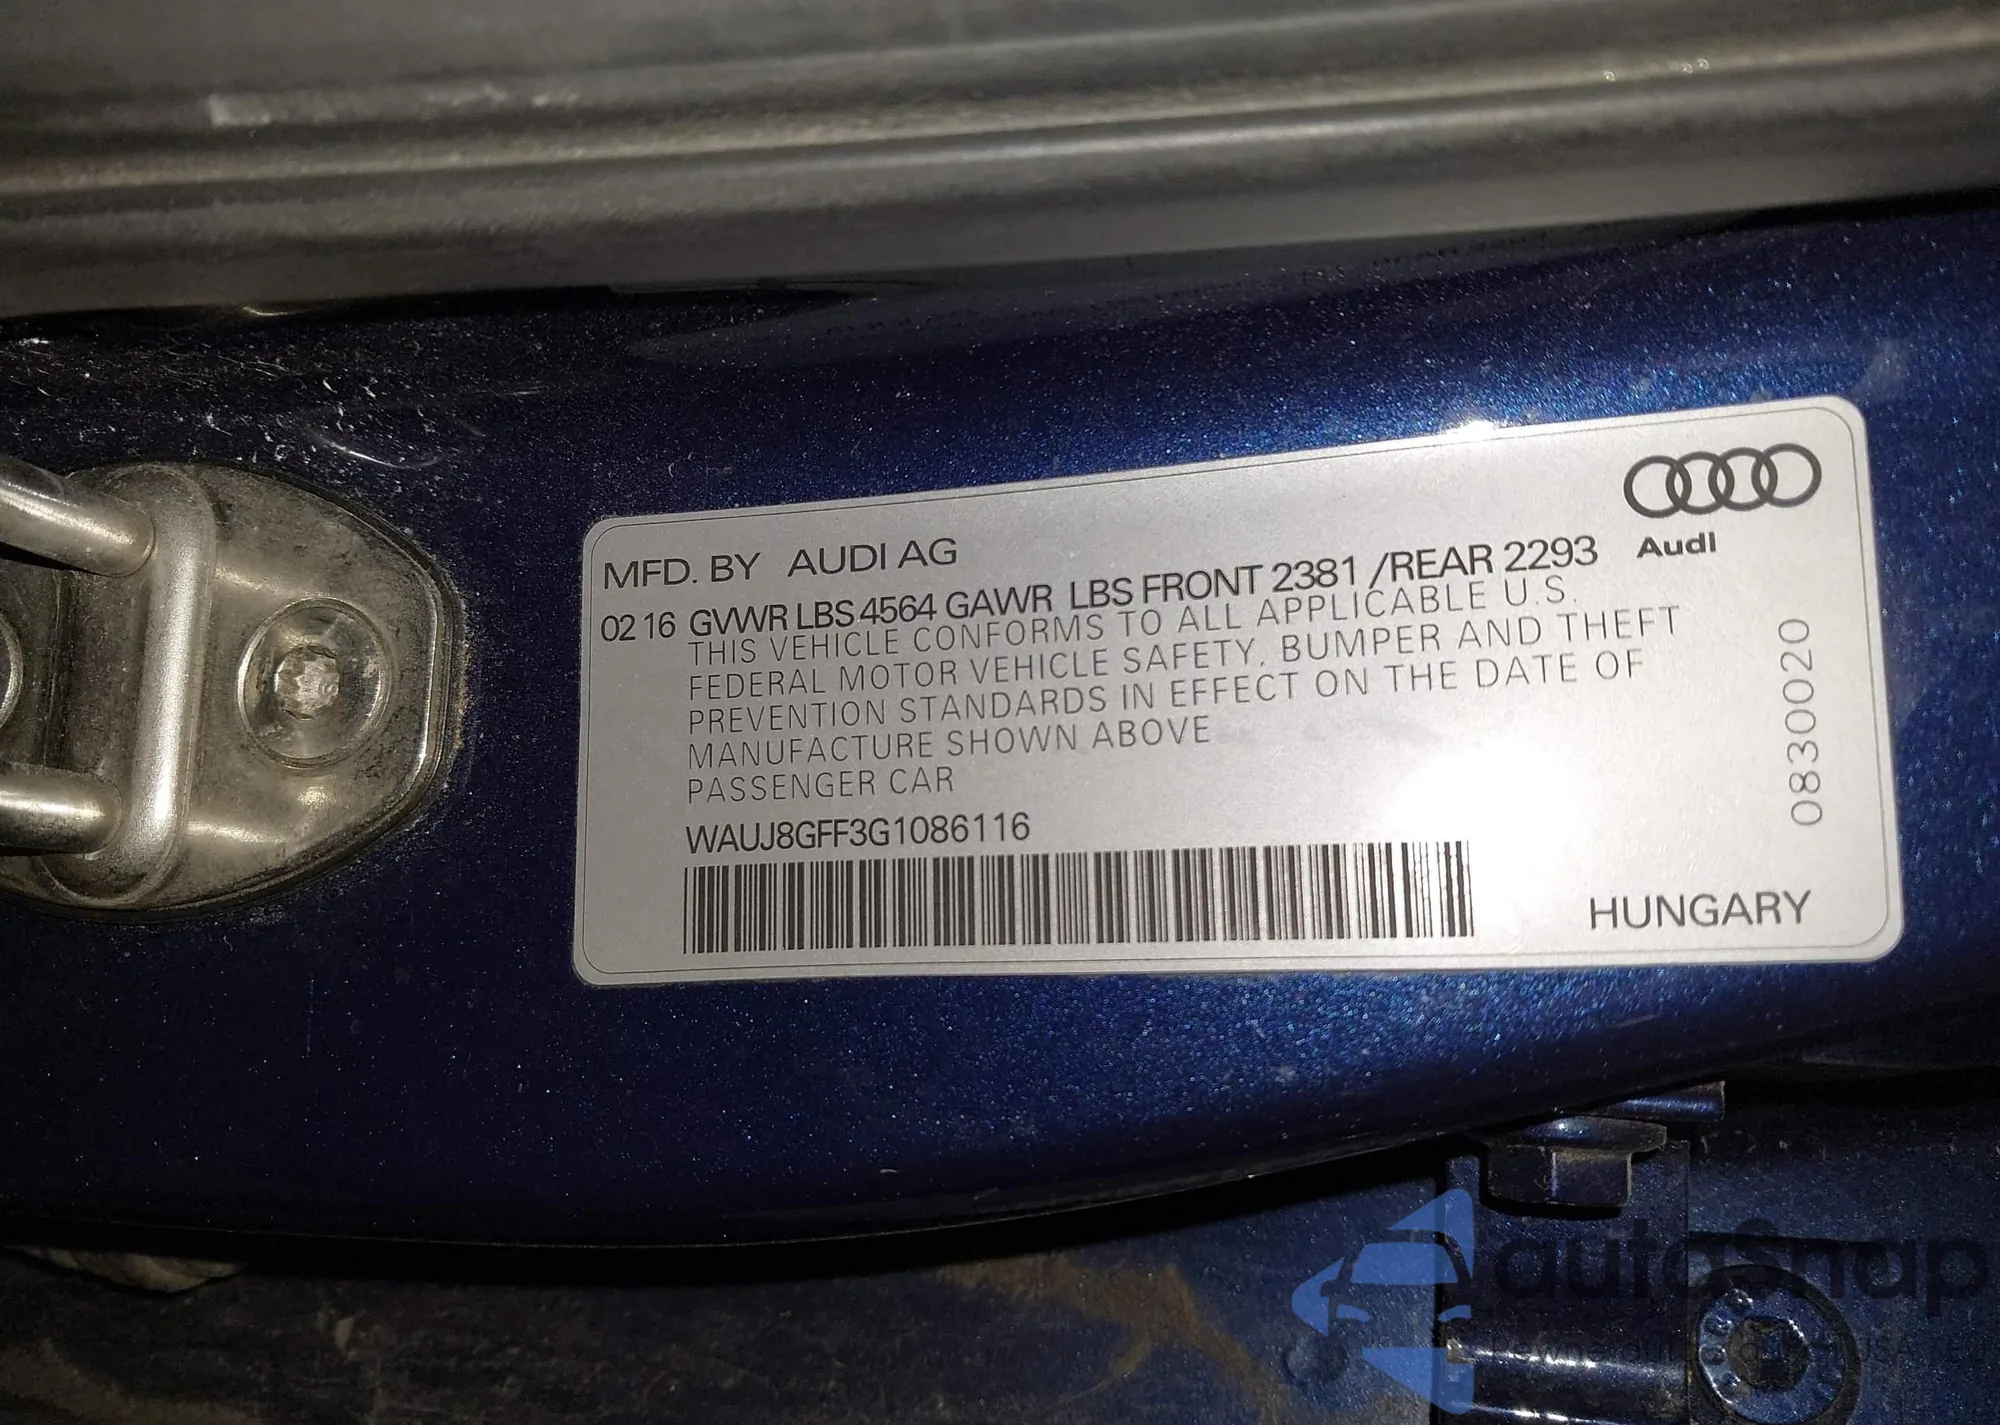 MFD. BY AUDI AG
Audi
02 16 GVWR LBS 4564 GAWR LBS FRONT 2381 /REAR 2293
THIS VEHICLE CONFORMS TO ALL APPLICABLE U.S.
FEDERAL MOTOR VEHICLE SAFETY, BUMPER AND THEFT
PREVENTION STANDARDS IN EFFECT ON THE DATE OF
MANUFACTURE SHOWN ABOVE
PASSENGER CAR
WAUJ8GFF3G1086116
0830020
HUNGARY
autosnap